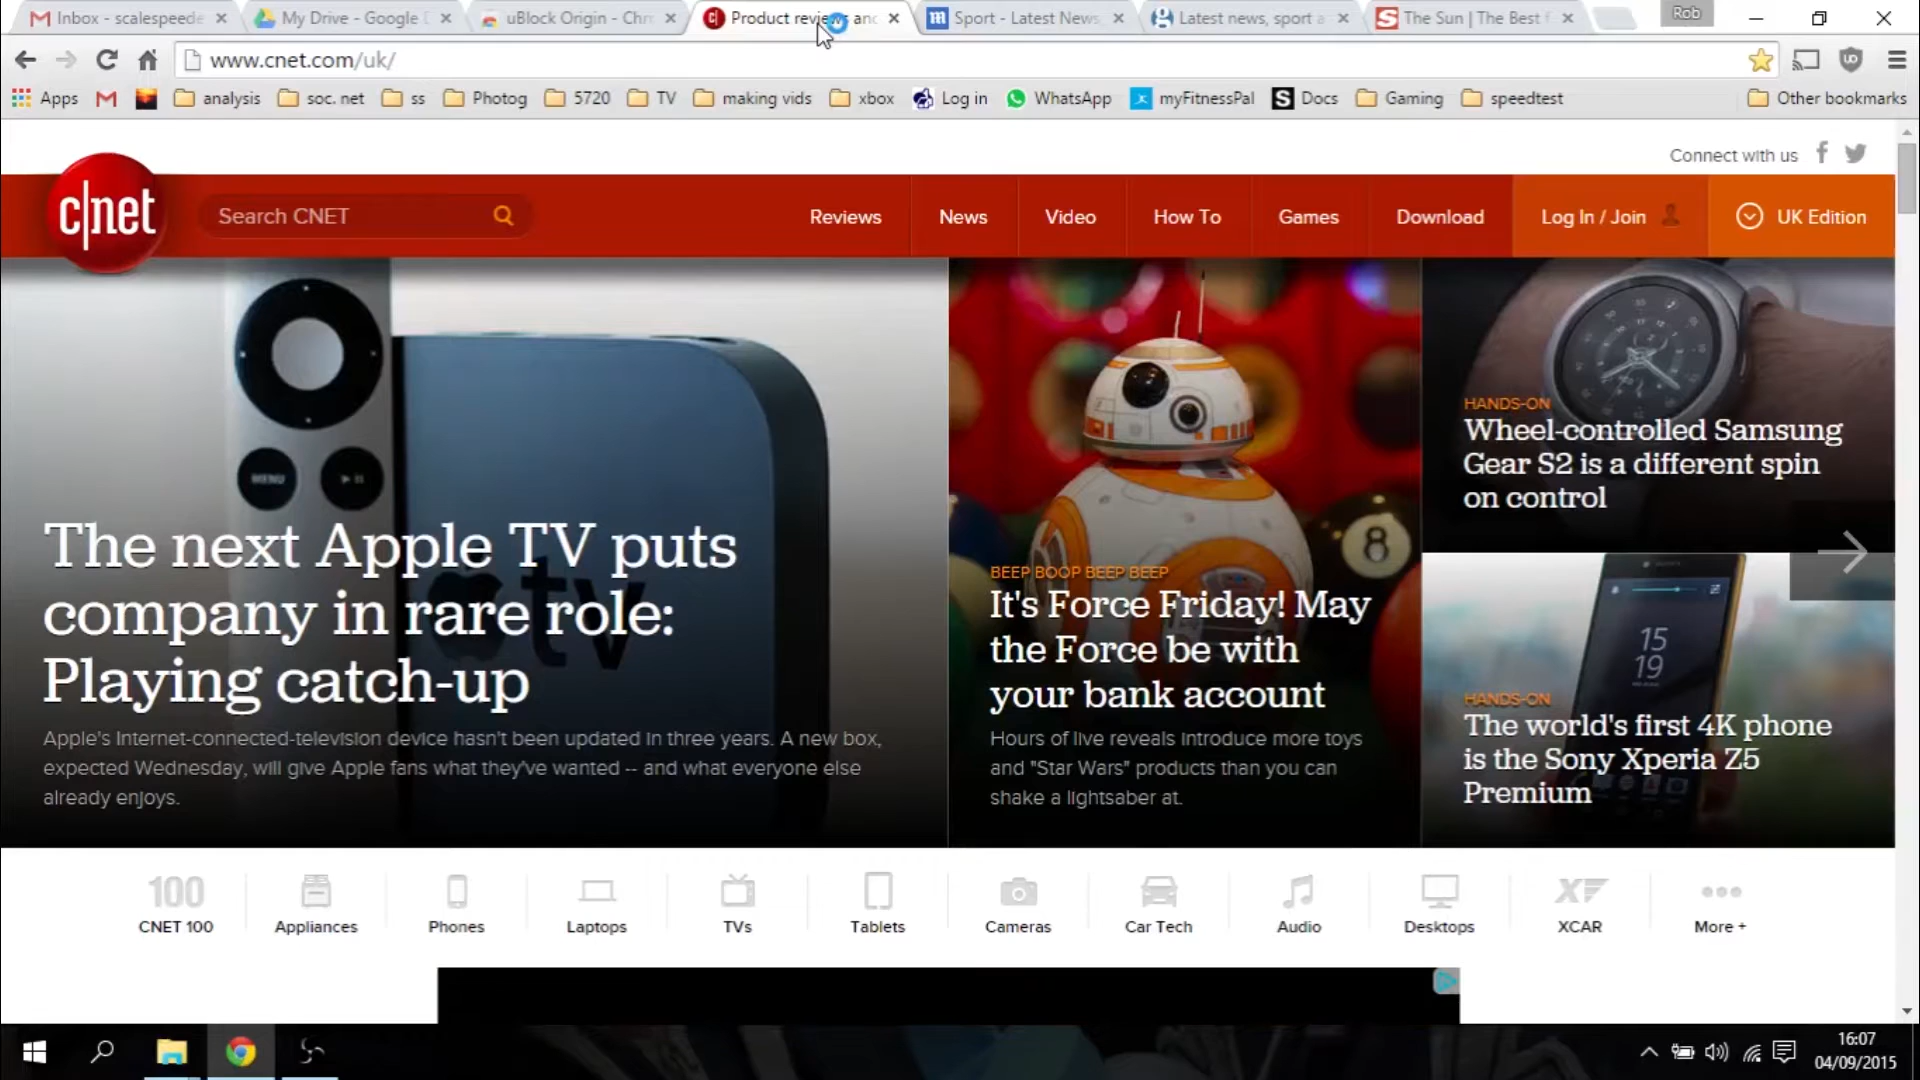 Inbox - scalespeede
My Drive - Google D
uBlock Origin - Chr
Product reviews and
Sport - Latest News,
Latest news, sport a
The Sun | The Best f
Rob
www.cnet.com/uk/
Apps
analysis
soc. net
ss
Photog
5720
TV
making vids
xbox
Log in
WhatsApp
myFitnessPal
Docs
Gaming
speedtest
Other bookmarks
Connect with us
c|net
Search CNET
Reviews
News
Video
How To
Games
Download
Log In / Join
UK Edition
MENU
tv
The next Apple TV puts
company in rare role:
Playing catch-up
Apple's Internet-connected-television device hasn't been updated in three years. A new box,
expected Wednesday, will give Apple fans what they've wanted -- and what everyone else
already enjoys.
8
BEEP BOOP BEEP BEEP
It's Force Friday! May
the Force be with
your bank account
Hours of live reveals introduce more toys
and "Star Wars" products than you can
shake a lightsaber at.
HANDS-ON
Wheel-controlled Samsung
Gear S2 is a different spin
on control
15
19
HANDS-ON
The world's first 4K phone
is the Sony Xperia Z5
Premium
100
CNET 100
Appliances
Phones
Laptops
TVs
Tablets
Cameras
Car Tech
Audio
Desktops
XCAR
More +
16:07
04/09/2015